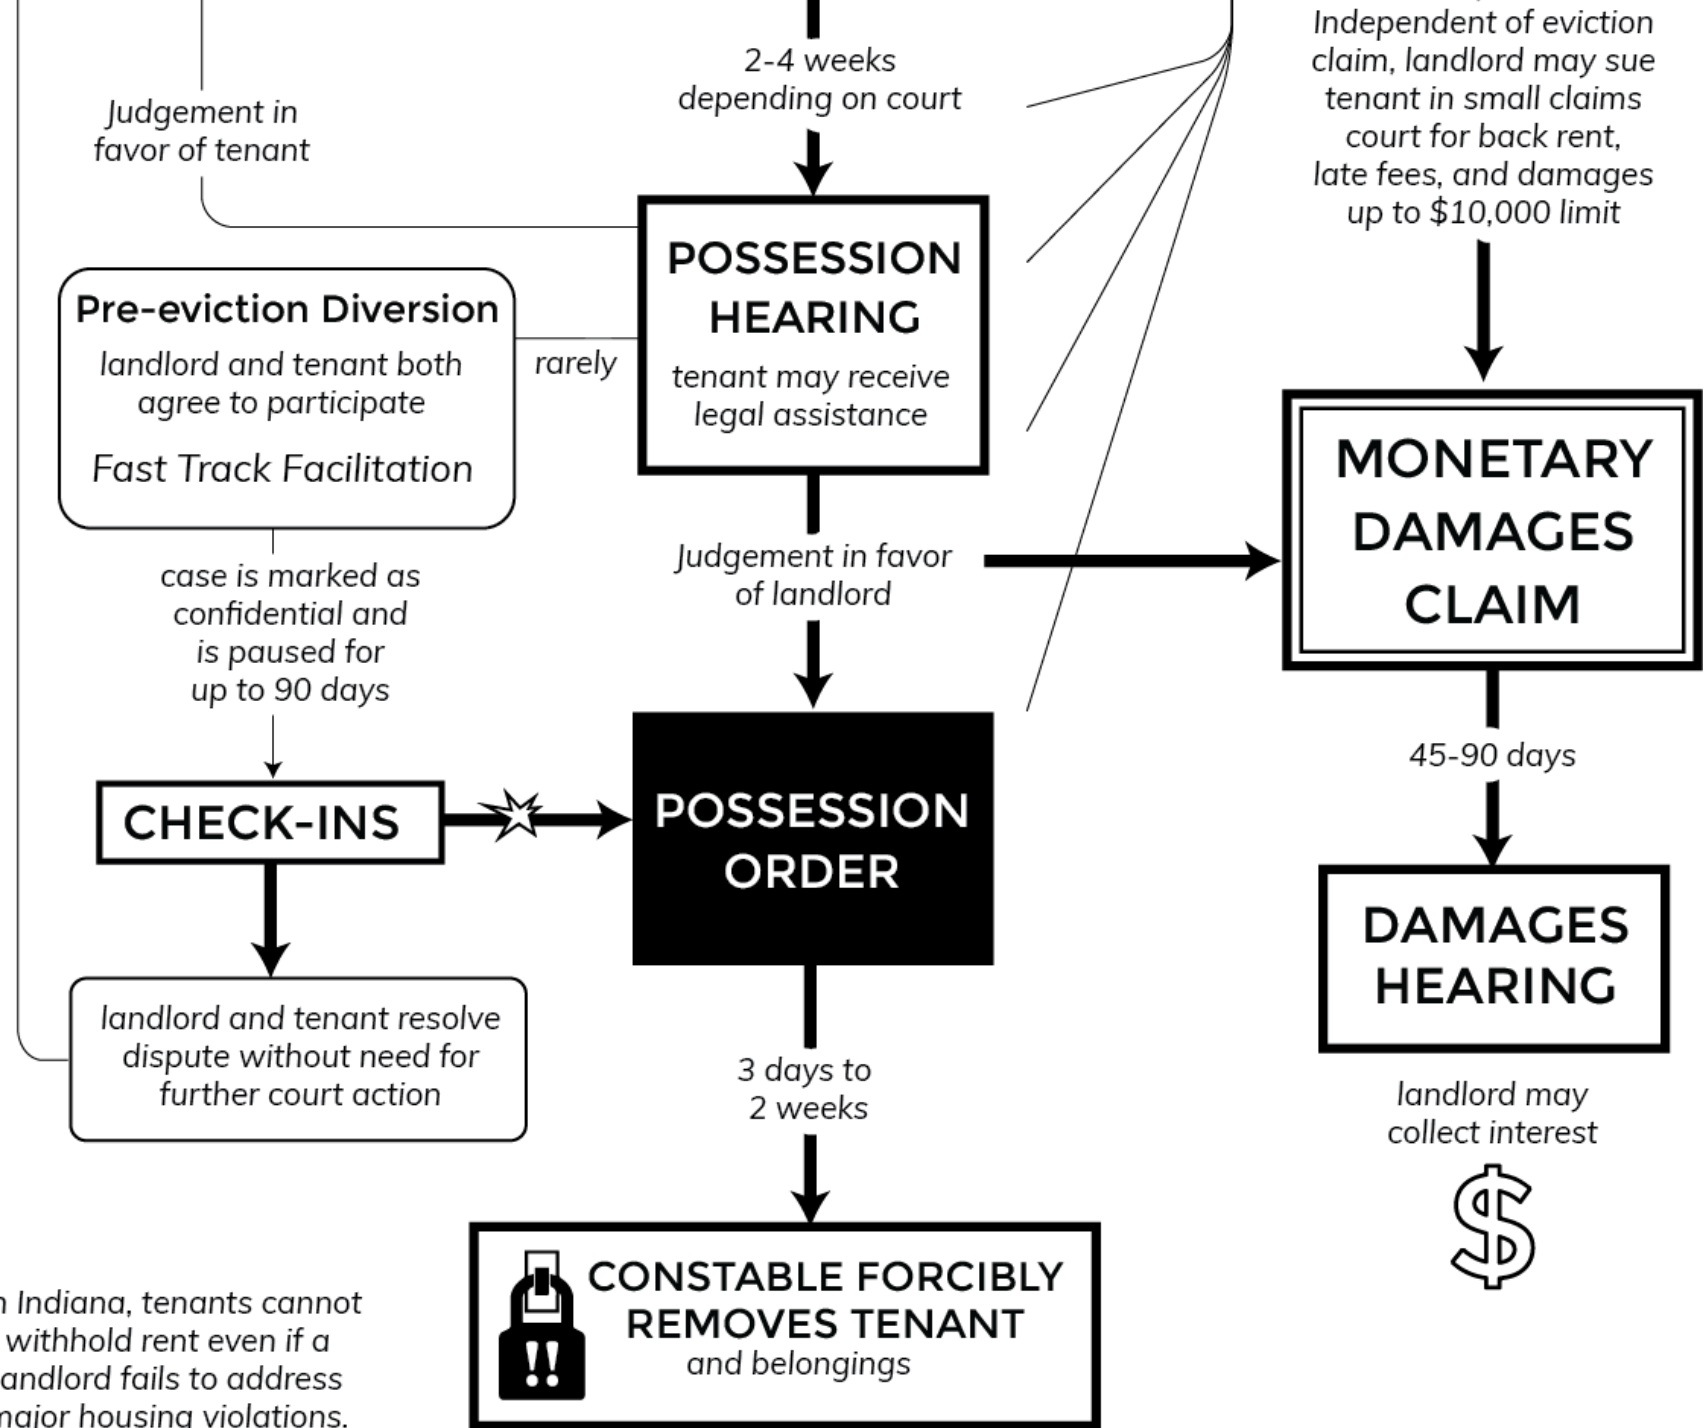 2-4 weeks
depending on court
Independent of eviction
claim, landlord may sue
tenant in small claims
court for back rent,
late fees, and damages
up to $10,000 limit
Judgement in
favor of tenant
POSSESSION
HEARING
tenant may receive
legal assistance
Pre-eviction Diversion
landlord and tenant both
agree to participate
Fast Track Facilitation
rarely
case is marked as
confidential and
is paused for
up to 90 days
Judgement in favor
of landlord
MONETARY
DAMAGES
CLAIM
45-90 days
CHECK-INS
POSSESSION
ORDER
DAMAGES
HEARING
landlord may
collect interest
$
landlord and tenant resolve
dispute without need for
further court action
3 days to
2 weeks
!!
CONSTABLE FORCIBLY
REMOVES TENANT
and belongings
n Indiana, tenants cannot
withhold rent even if a
andlord fails to address
major housing violations.